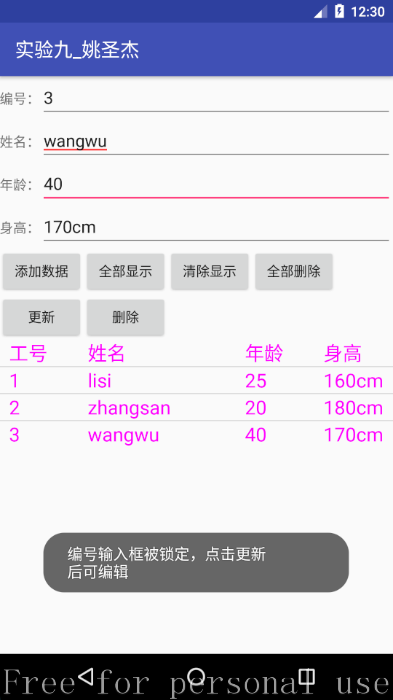 12:30
实验九_姚圣杰
编号： 3
姓名： wangwu
年龄： 40
身高： 170cm
添加数据 全部显示 清除显示 全部删除
更新 删除
工号 姓名 年龄 身高
1 lisi 25 160cm
2 zhangsan 20 180cm
3 wangwu 40 170cm
编号输入框被锁定，点击更新
后可编辑
Free for personal use